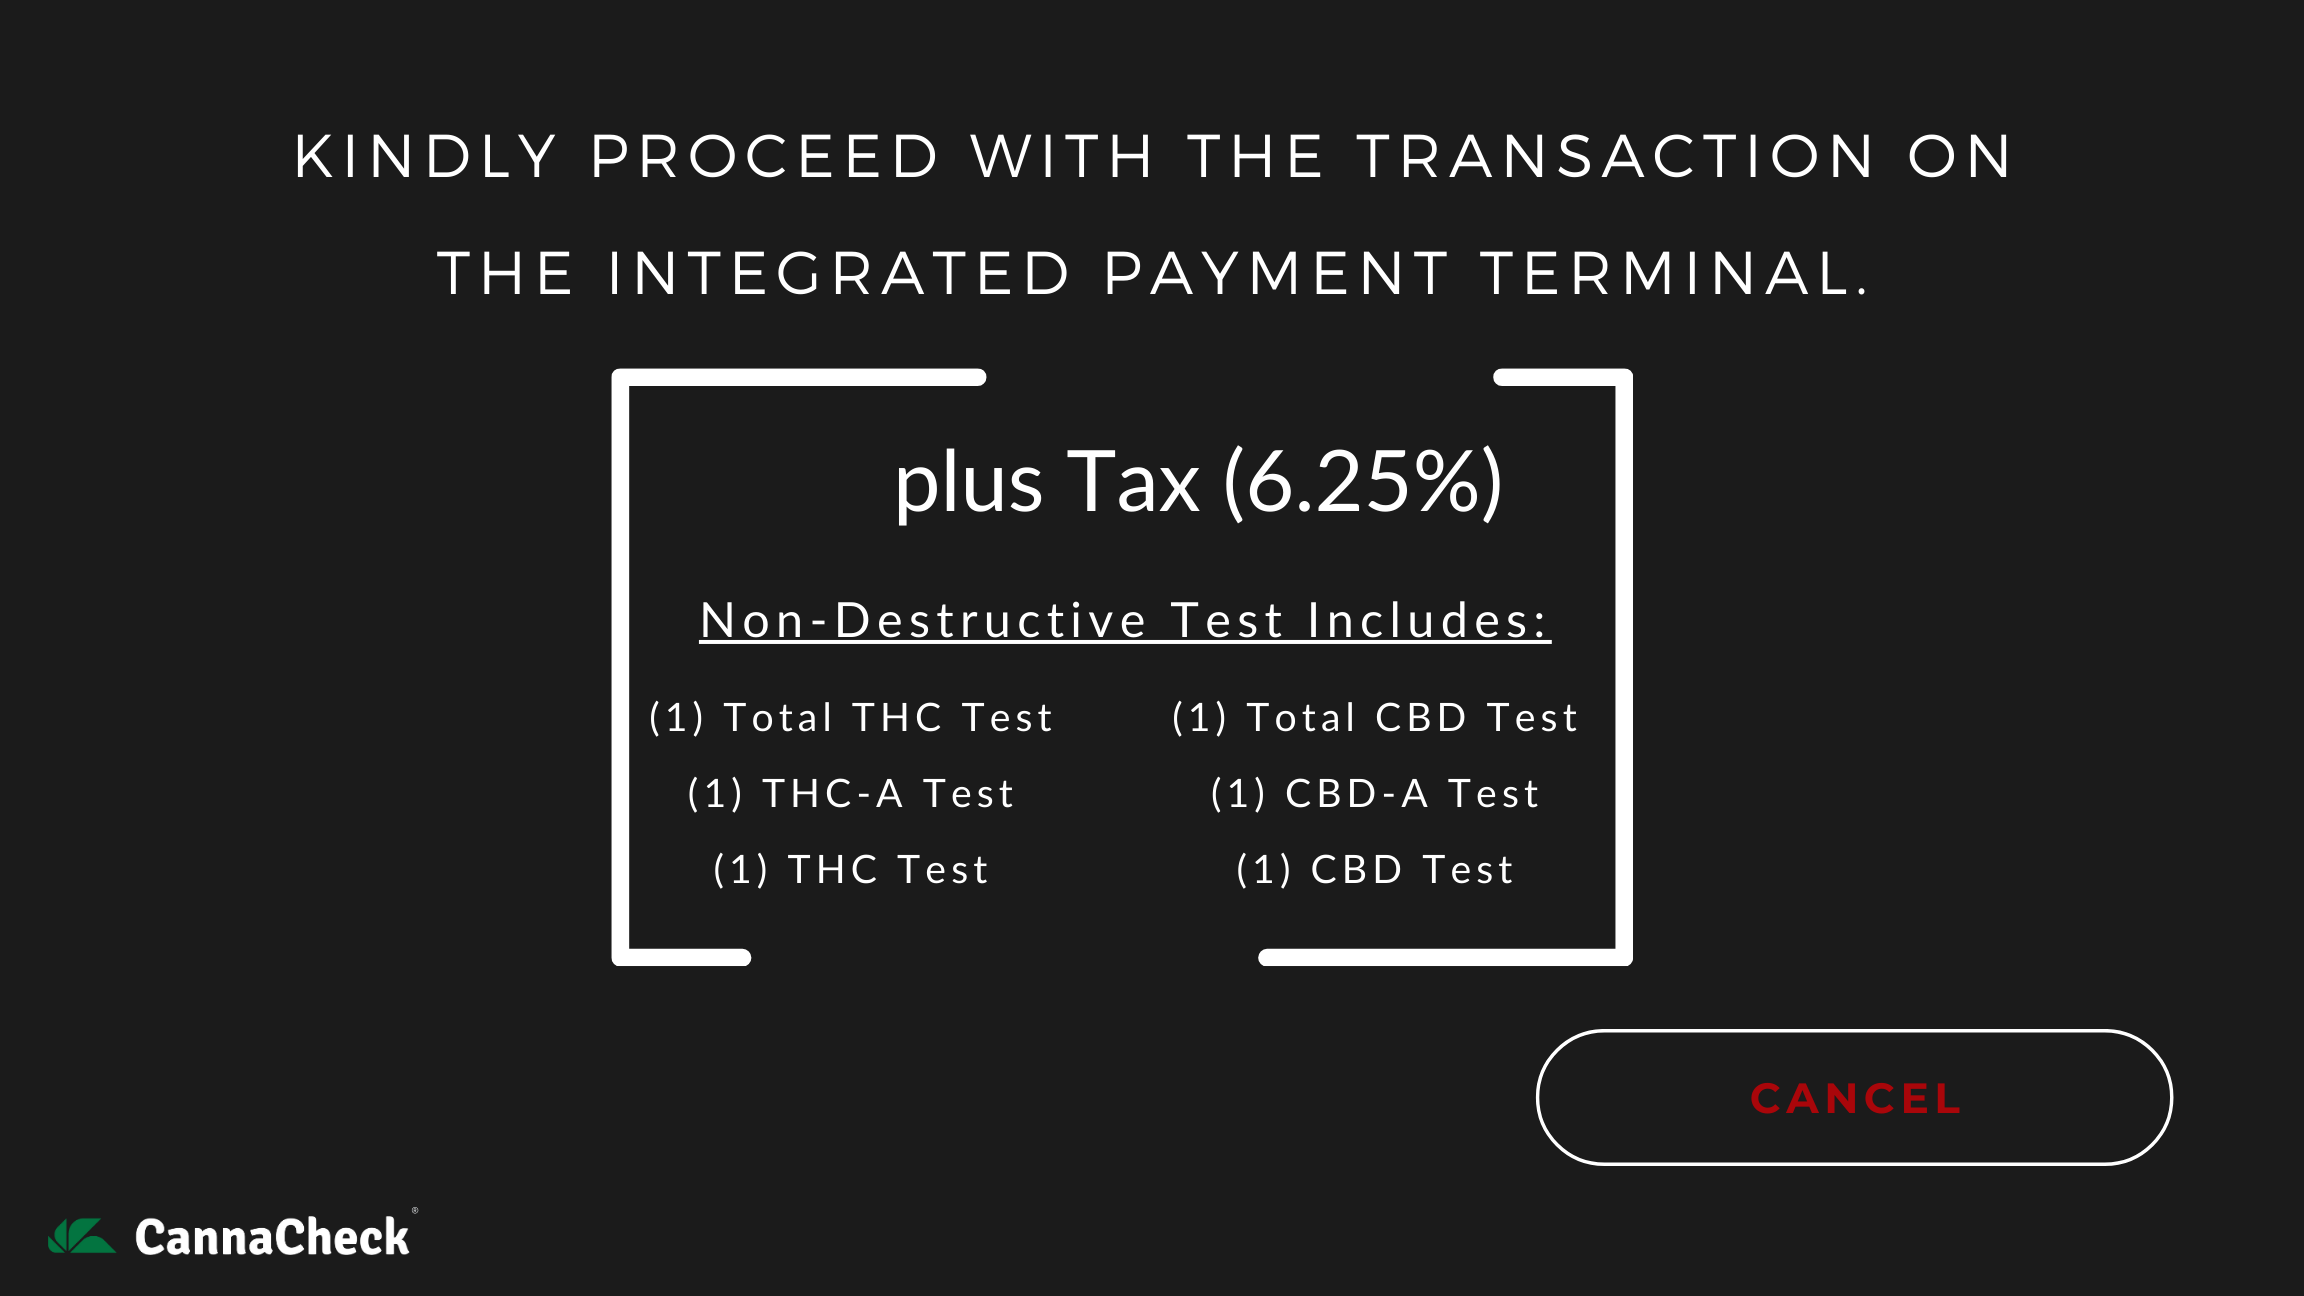 KINDLY PROCEED WITH THE TRANSACTION ON
THE INTEGRATED PAYMENT TERMINAL.
plus Tax (6.25%)
Non-Destructive Test Includes:
(1) Total THC Test
(1) THC-A Test
(1) THC Test
(1) Total CBD Test
(1) CBD-A Test
(1) CBD Test
CANCEL
CannaCheck®